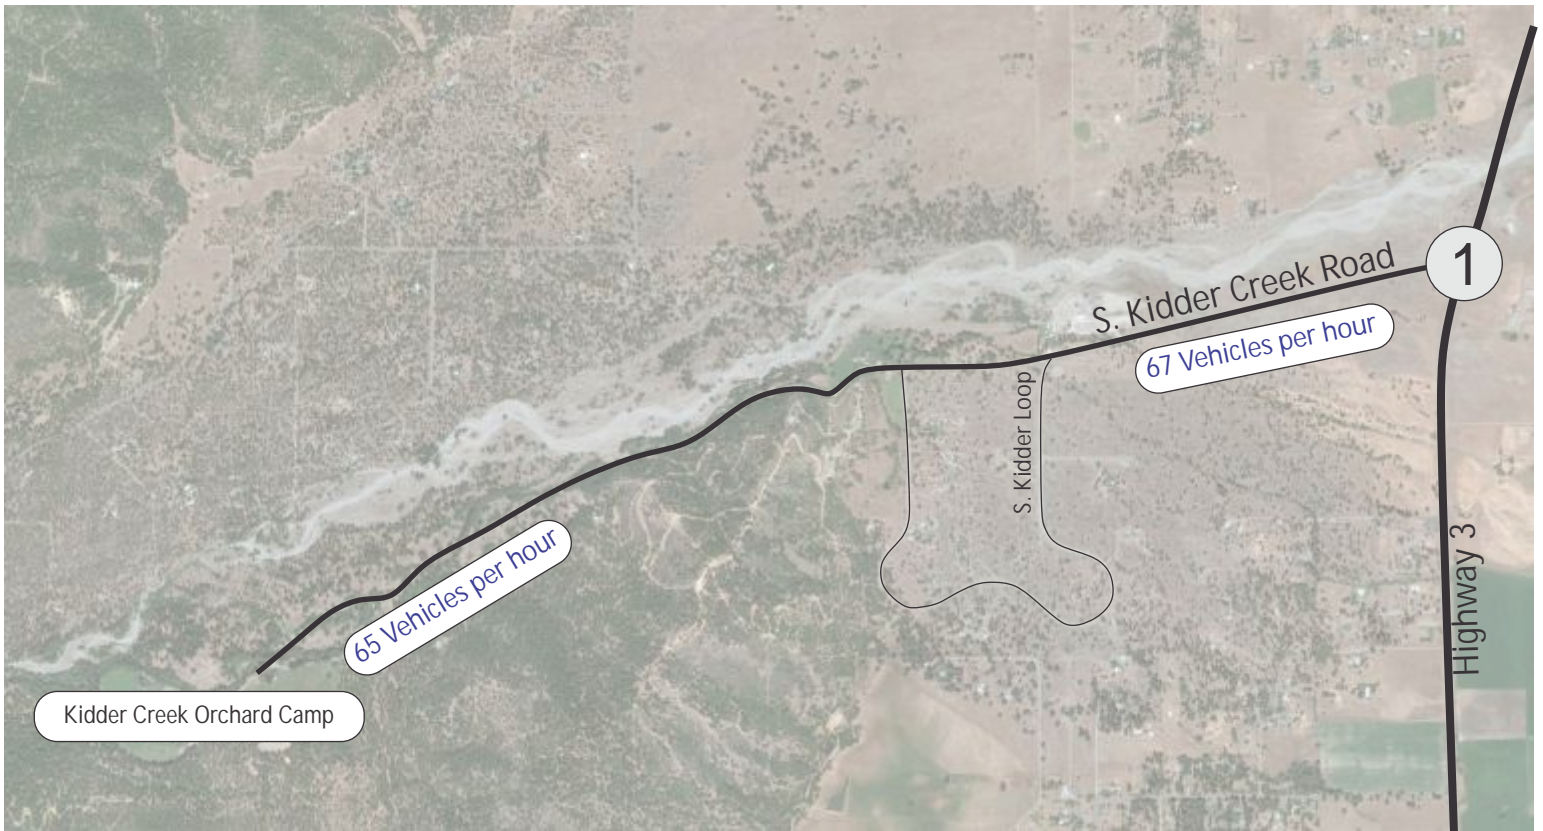 1
S. Kidder Creek Road
67 Vehicles per hour
S. Kidder Loop
65 Vehicles per hour
Highway 3
Kidder Creek Orchard Camp